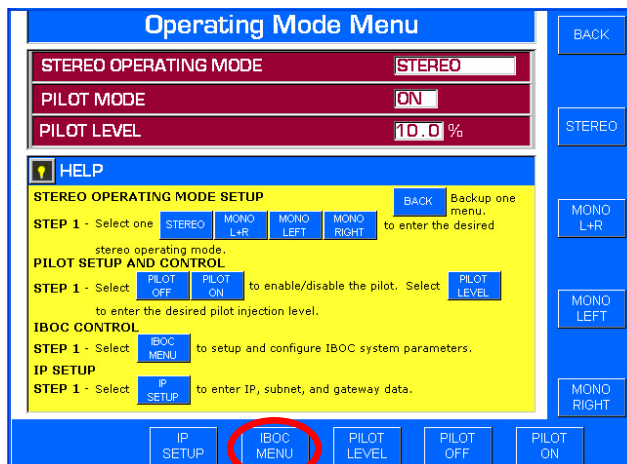 Operating Mode Menu
BACK
STEREO OPERATING MODE STEREO
PILOT MODE ON
PILOT LEVEL 10.0 %
STEREO
HELP
STEREO OPERATING MODE SETUP BACK Backup one
menu.
STEP 1 - Select one STEREO MONO L+R MONO LEFT MONO RIGHT to enter the desired
stereo operating mode.
MONO
L+R
PILOT SETUP AND CONTROL
STEP 1 - Select PILOT OFF PILOT ON to enable/disable the pilot. Select PILOT LEVEL
to enter the desired pilot injection level.
MONO
LEFT
IBOC CONTROL
STEP 1 - Select IBOC MENU to setup and configure IBOC system parameters.
IP SETUP
STEP 1 - Select IP SETUP to enter IP, subnet, and gateway data.
MONO
RIGHT
IP IBOC PILOT PILOT PILOT
SETUP MENU LEVEL OFF ON